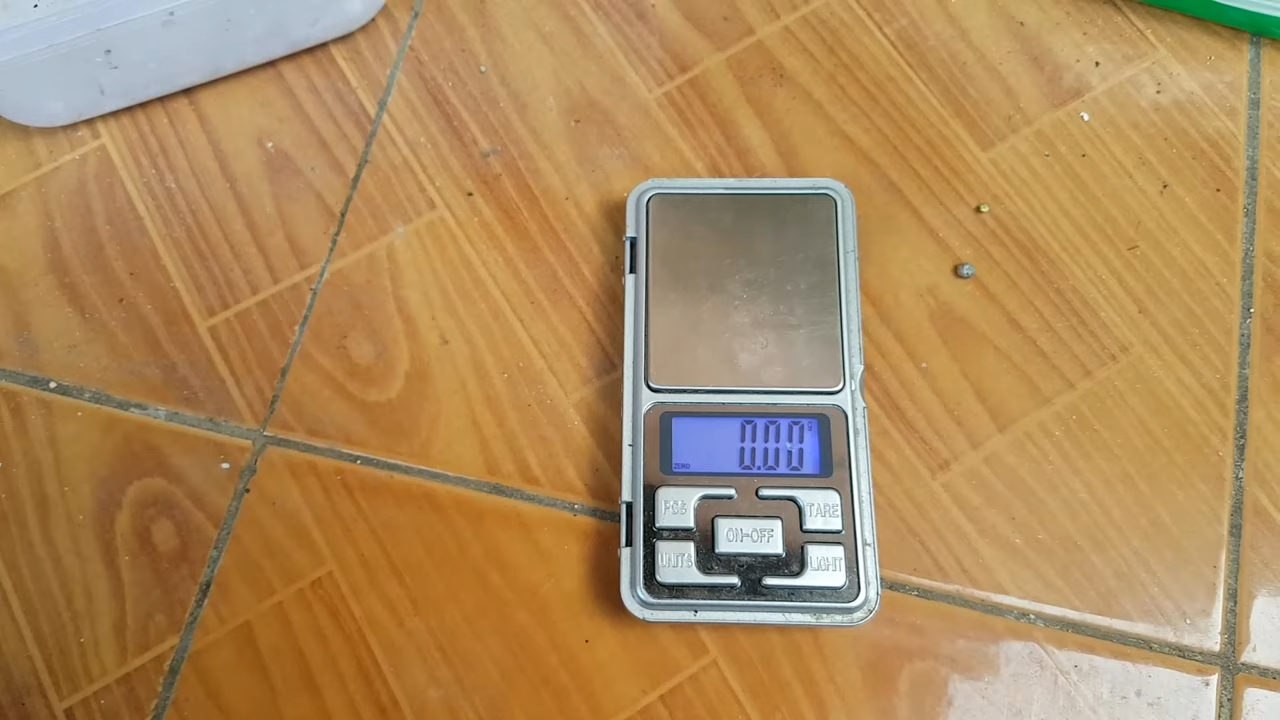 0.00 g
ZERO
PCS
TARE
ON-OFF
UNITS
LIGHT